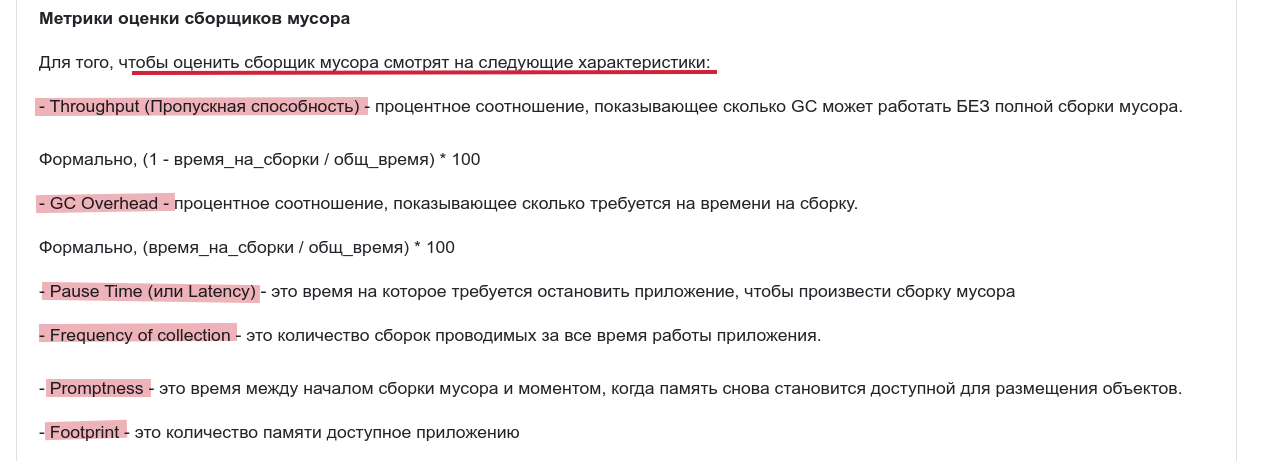 Метрики оценки сборщиков мусора
Для того, чтобы оценить сборщик мусора смотрят на следующие характеристики:
- Throughput (Пропускная способность) - процентное соотношение, показывающее сколько GC может работать БЕЗ полной сборки мусора.
Формально, (1 - время_на_сборки / общ_время) * 100
- GC Overhead - процентное соотношение, показывающее сколько требуется на времени на сборку.
Формально, (время_на_сборки / общ_время) * 100
- Pause Time (или Latency) - это время на которое требуется остановить приложение, чтобы произвести сборку мусора
- Frequency of collection - это количество сборок проводимых за все время работы приложения.
- Promptness - это время между началом сборки мусора и моментом, когда память снова становится доступной для размещения объектов.
- Footprint - это количество памяти доступное приложению